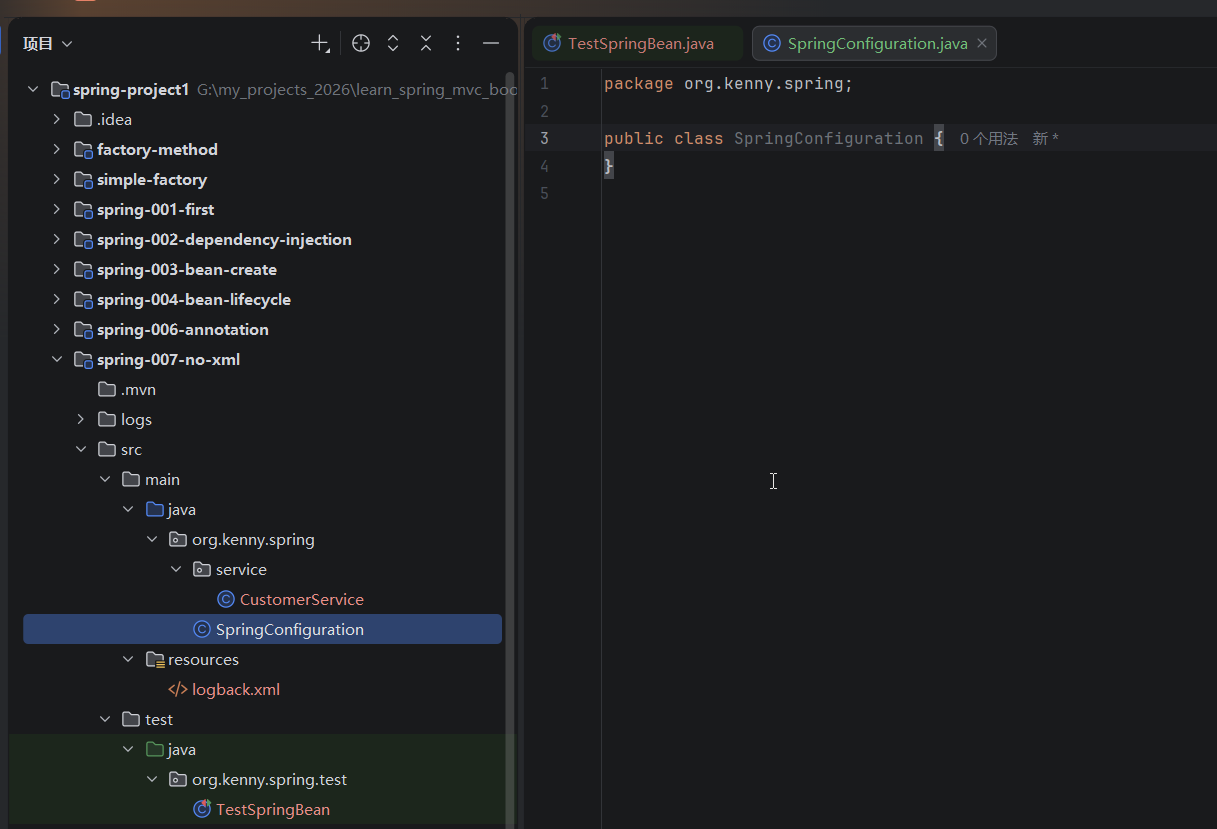 项目
spring-project1 G:\my_projects_2026\learn_spring_mvc_boo
.idea
factory-method
simple-factory
spring-001-first
spring-002-dependency-injection
spring-003-bean-create
spring-004-bean-lifecycle
spring-006-annotation
spring-007-no-xml
.mvn
logs
src
main
java
org.kenny.spring
service
CustomerService
SpringConfiguration
resources
logback.xml
test
java
org.kenny.spring.test
TestSpringBean
TestSpringBean.java SpringConfiguration.java
1 package org.kenny.spring;
2
3 public class SpringConfiguration { 0个用法 新 *
4 }
5